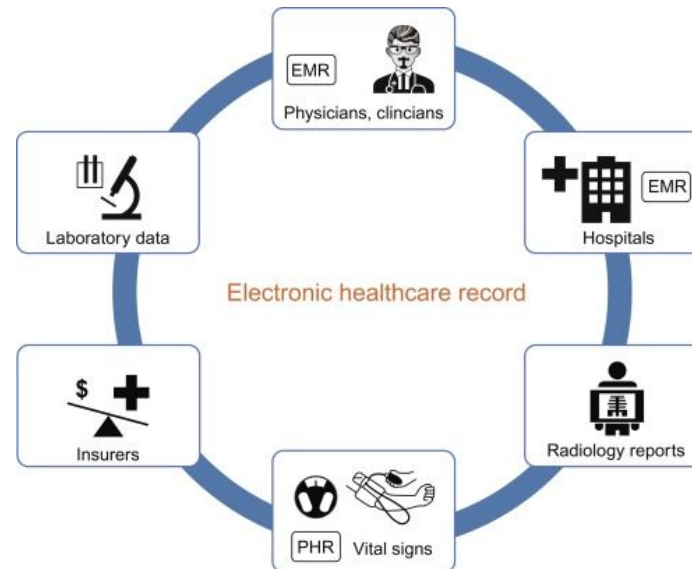 EMR
Physicians, clincians
EMR
Hospitals
Laboratory data
Electronic healthcare record
$
Insurers
Radiology reports
PHR
Vital signs